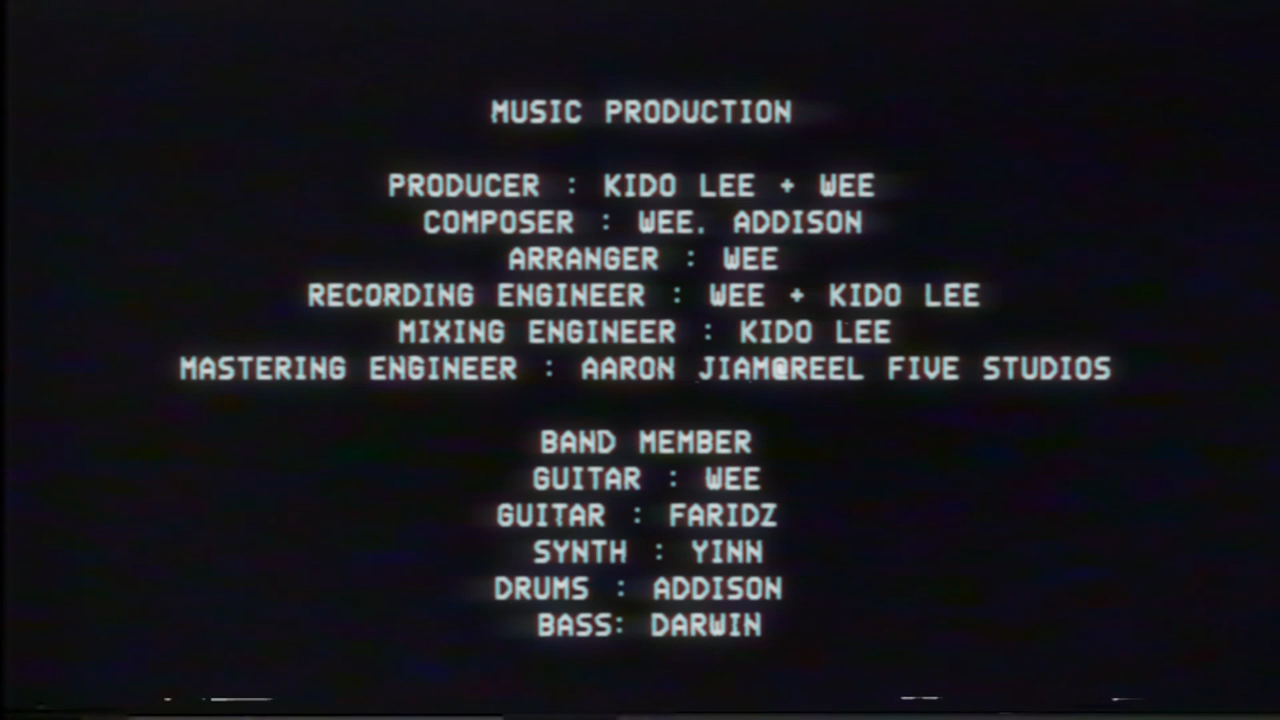 MUSIC PRODUCTION
PRODUCER : KIDO LEE + WEE
COMPOSER : WEE. ADDISON
ARRANGER : WEE
RECORDING ENGINEER : WEE + KIDO LEE
MIXING ENGINEER : KIDO LEE
MASTERING ENGINEER : AARON JIAM@REEL FIVE STUDIOS
BAND MEMBER
GUITAR : WEE
GUITAR : FARIDZ
SYNTH : YINN
DRUMS : ADDISON
BASS: DARWIN